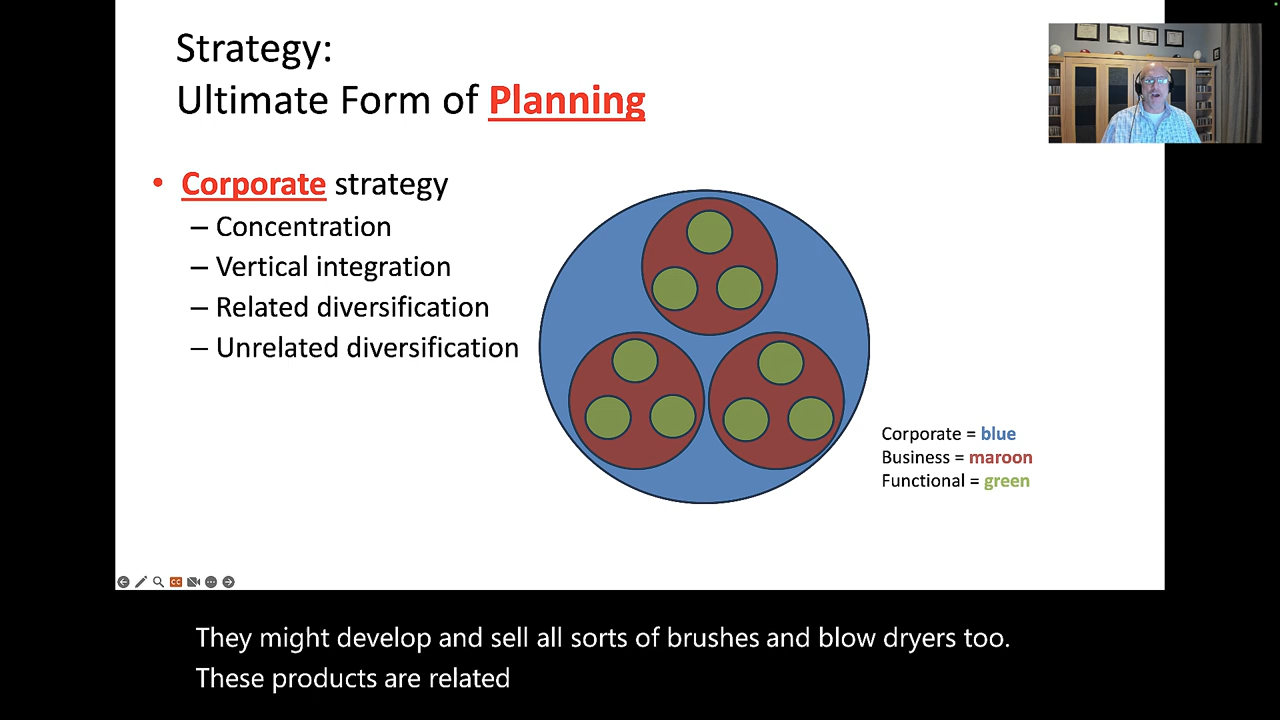 Strategy:
Ultimate Form of Planning
• Corporate strategy
– Concentration
– Vertical integration
– Related diversification
– Unrelated diversification
Corporate = blue
Business = maroon
Functional = green
CC
They might develop and sell all sorts of brushes and blow dryers too.
These products are related